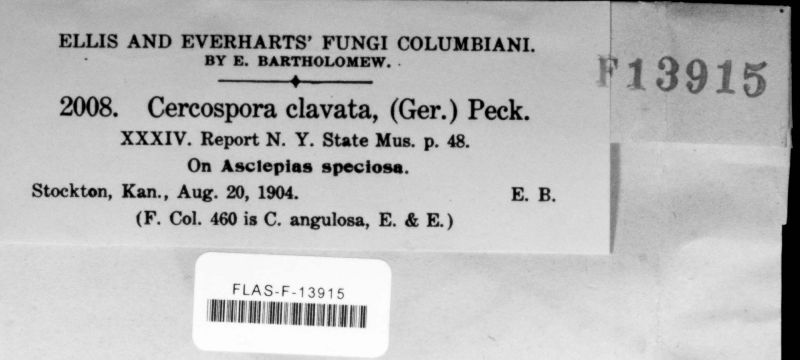 ELLIS AND EVERHARTS' FUNGI COLUMBIANI.
BY E. BARTHOLOMEW.
F13915
2008. Cercospora clavata, (Ger.) Peck.
XXXIV. Report N. Y. State Mus. p. 48.
On Asclepias speciosa.
Stockton, Kan., Aug. 20, 1904. E. B.
(F. Col. 460 is C. angulosa, E. & E.)
FLAS-F-13915